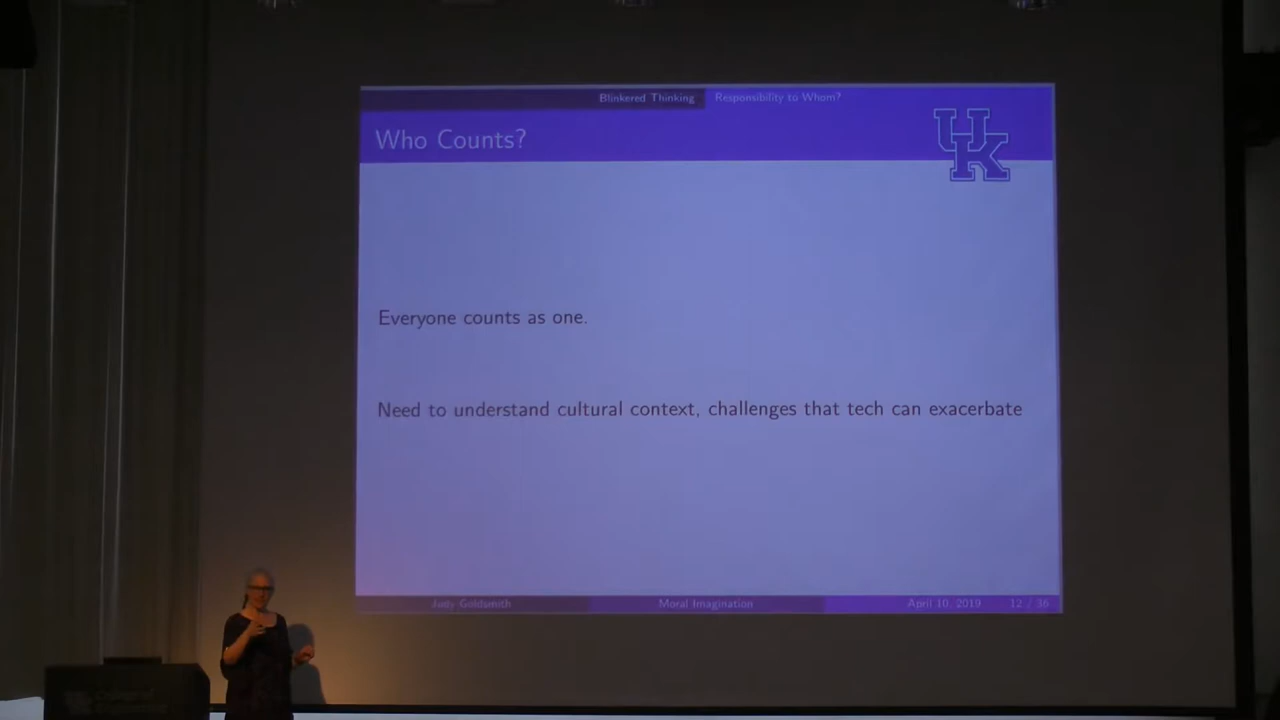 Blinkered Thinking Responsibility to Whom?
Who Counts?
UK
Everyone counts as one.
Need to understand cultural context, challenges that tech can exacerbate
Judy Goldsmith Moral Imagination April 10, 2019 12 / 36